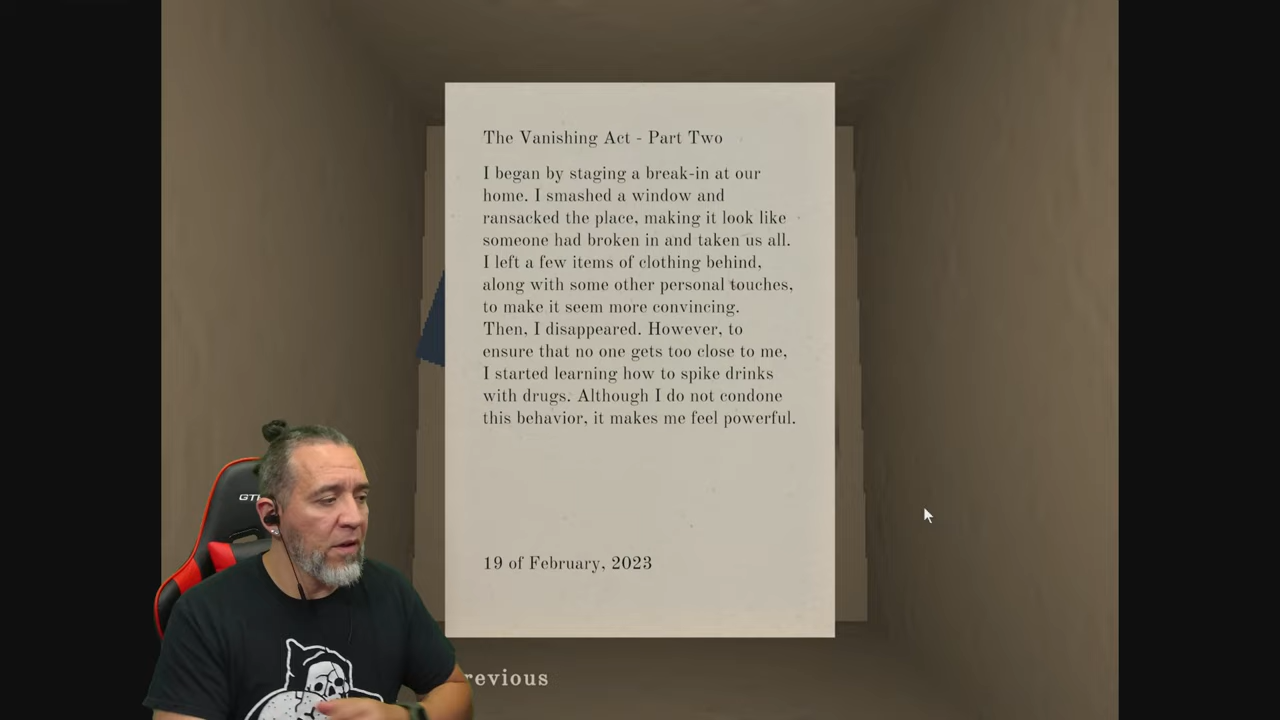 The Vanishing Act - Part Two
I began by staging a break-in at our
home. I smashed a window and
ransacked the place, making it look like
someone had broken in and taken us all.
I left a few items of clothing behind,
along with some other personal touches,
to make it seem more convincing.
Then, I disappeared. However, to
ensure that no one gets too close to me,
I started learning how to spike drinks
with drugs. Although I do not condone
this behavior, it makes me feel powerful.
19 of February, 2023
revious